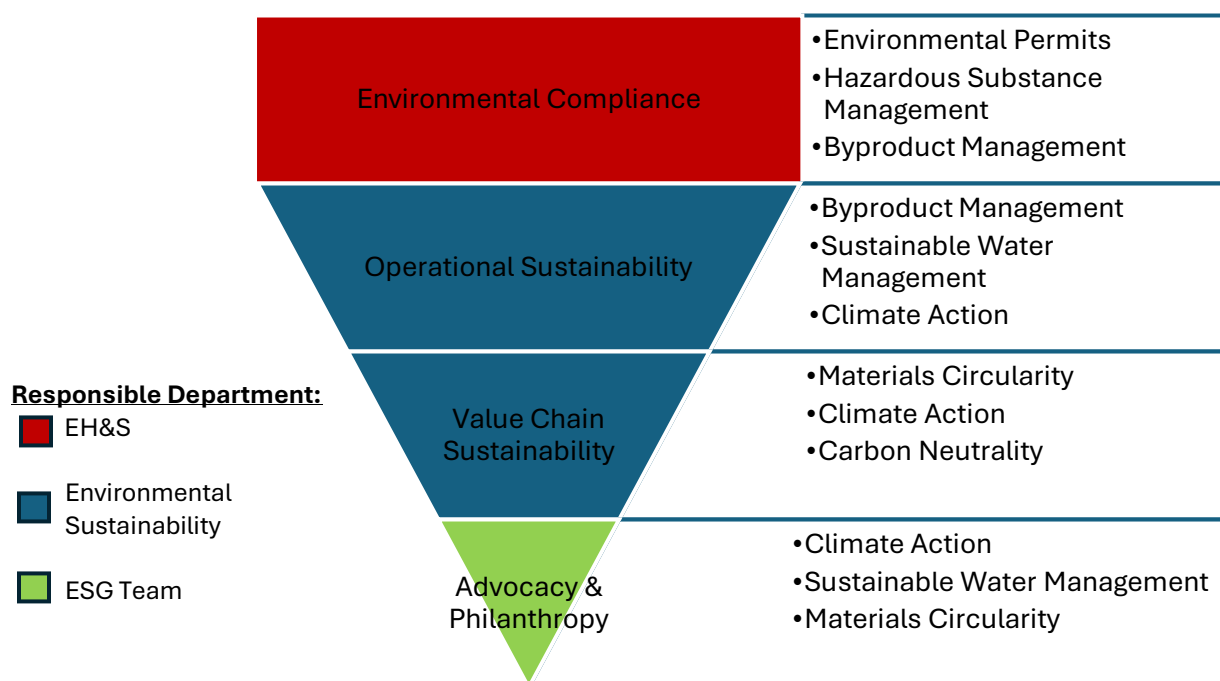 Environmental Compliance
•Environmental Permits
•Hazardous Substance
Management
•Byproduct Management
Operational Sustainability
•Byproduct Management
•Sustainable Water
Management
•Climate Action
Value Chain
Sustainability
•Materials Circularity
•Climate Action
•Carbon Neutrality
Advocacy &
Philanthropy
•Climate Action
•Sustainable Water Management
•Materials Circularity
Responsible Department:
EH&S
Environmental
Sustainability
ESG Team